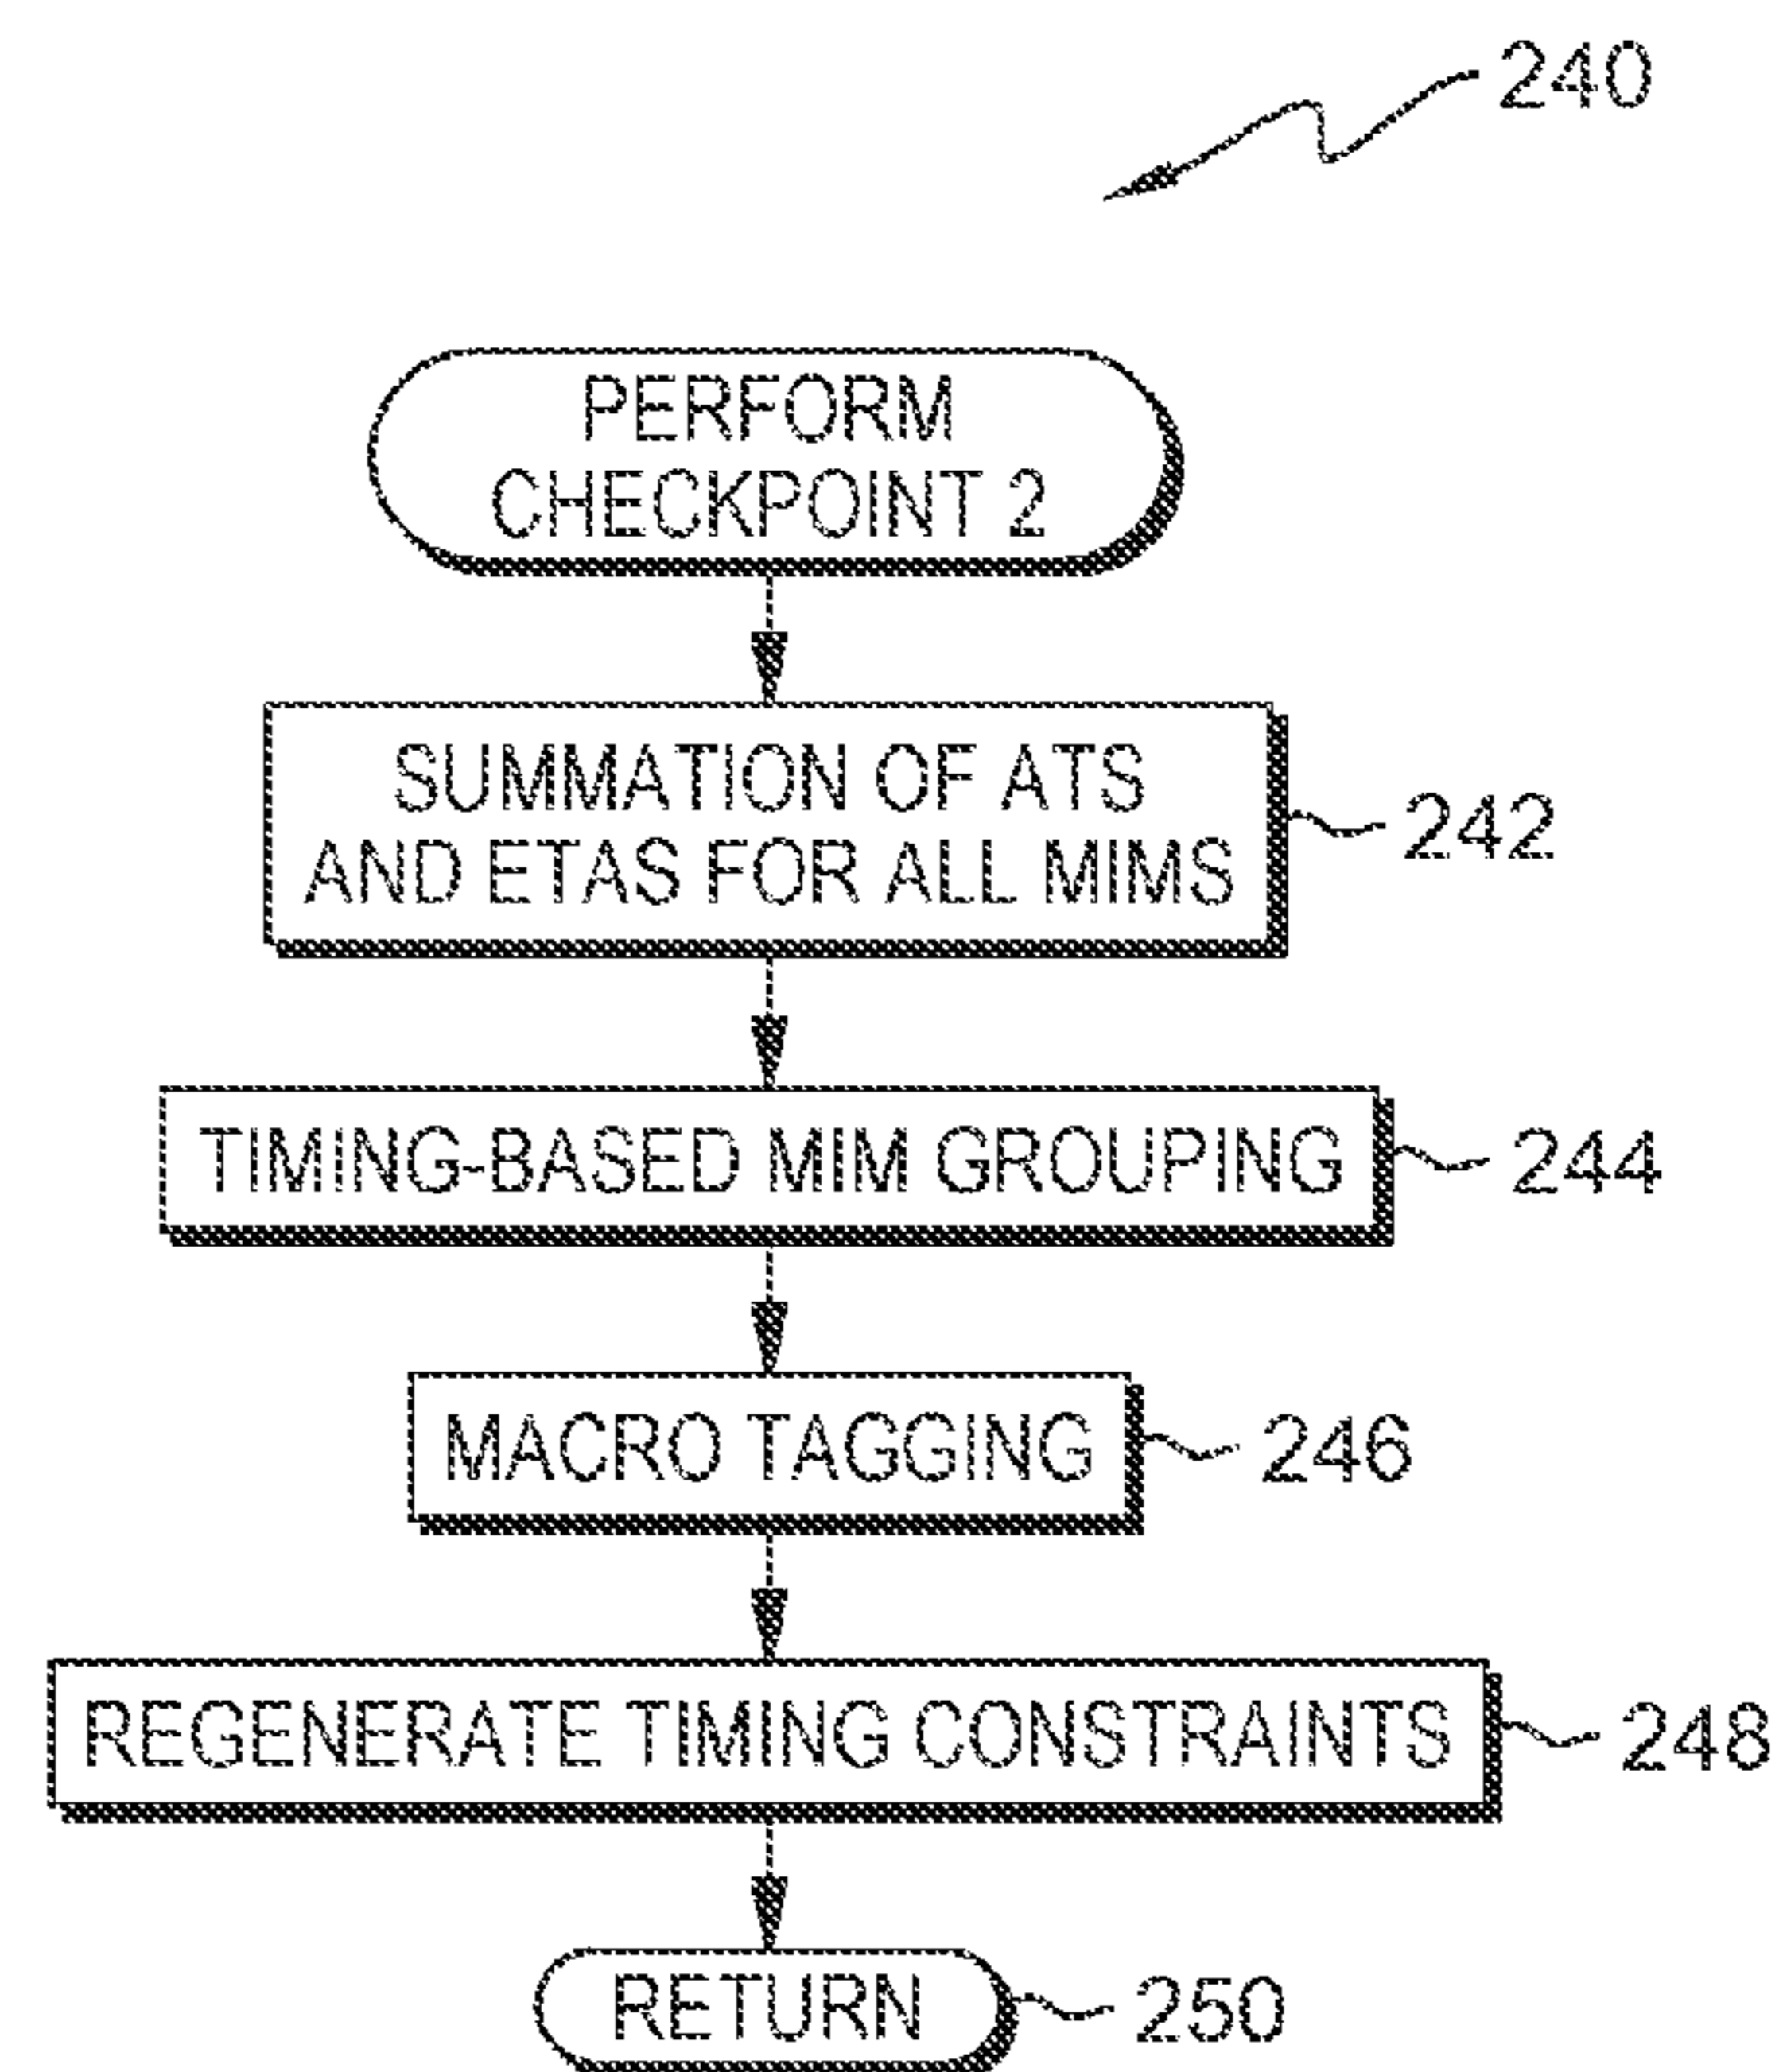 240
PERFORM
CHECKPOINT 2
SUMMATION OF ATS
AND ETAS FOR ALL MIMS
242
TIMING-BASED MIM GROUPING
244
MACRO TAGGING
246
REGENERATE TIMING CONSTRAINTS
248
RETURN
250